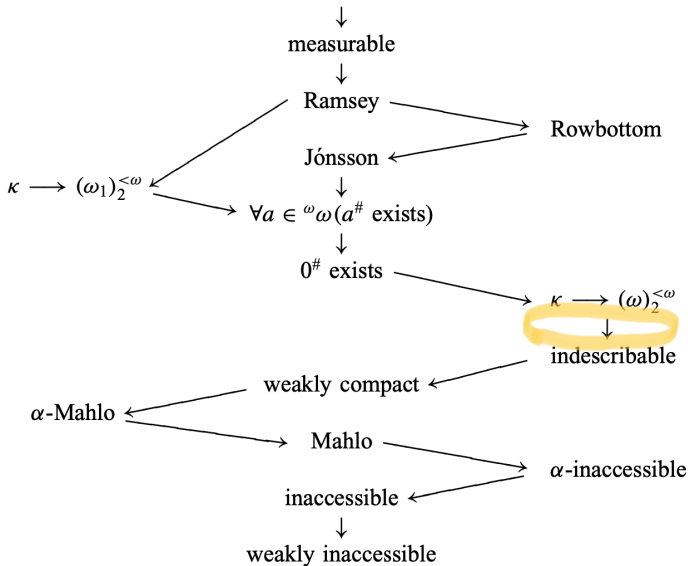 measurable
Ramsey
Rowbottom
Jónsson
κ ⟶ (ω₁)₂^{<ω}
∀a ∈ ^ωω(a^# exists)
0^# exists
κ ⟶ (ω)₂^{<ω}
indescribable
weakly compact
α-Mahlo
Mahlo
α-inaccessible
inaccessible
weakly inaccessible